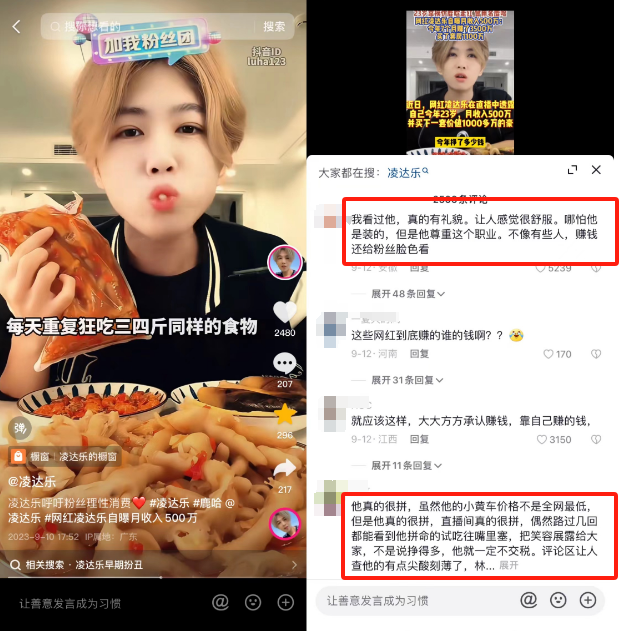 搜索
加我粉丝团
抖音ID
luha123
每天重复狂吃三四斤同样的食物
2480
207
296
217
弹
橱窗
凌达乐的橱窗
@凌达乐
凌达乐呼吁粉丝理性消费❤️ #凌达乐 #鹿哈 @
凌达乐 #网红凌达乐自曝月收入500万
2023-9-10 17:52 IP属地：广东
相关搜索 · 凌达乐早期扮丑
让善意发言成为习惯
网红凌达乐自曝月收入500万
近日，网红凌达乐在直播中透露
自己今年23岁，月收入500万
并买下一套价值1000多万的豪
今年挣了多少钱
大家都在搜：凌达乐
条评论
我看过他，真的有礼貌。让人感觉很舒服。哪怕他
是装的，但是他尊重这个职业。不像有些人，赚钱
还给粉丝脸色看
9-12 · 安徽 回复
5239
展开48条回复
这些网红到底赚的谁的钱啊？？😂
9-12 · 河南 回复
170
展开31条回复
就应该这样，大大方方承认赚钱，靠自己赚的钱，
9-12 · 江西 回复
3150
展开11条回复
他真的很拼，虽然他的小黄车价格不是全网最低，
但是他真的很拼，直播间真的很拼，偶然路过几回
都能看到他拼命的试吃往嘴里塞，把笑容展露给大
家，不是说挣得多，他就一定不交税。评论区让人
查他的有点尖酸刻薄了，林... 展开
让善意发言成为习惯